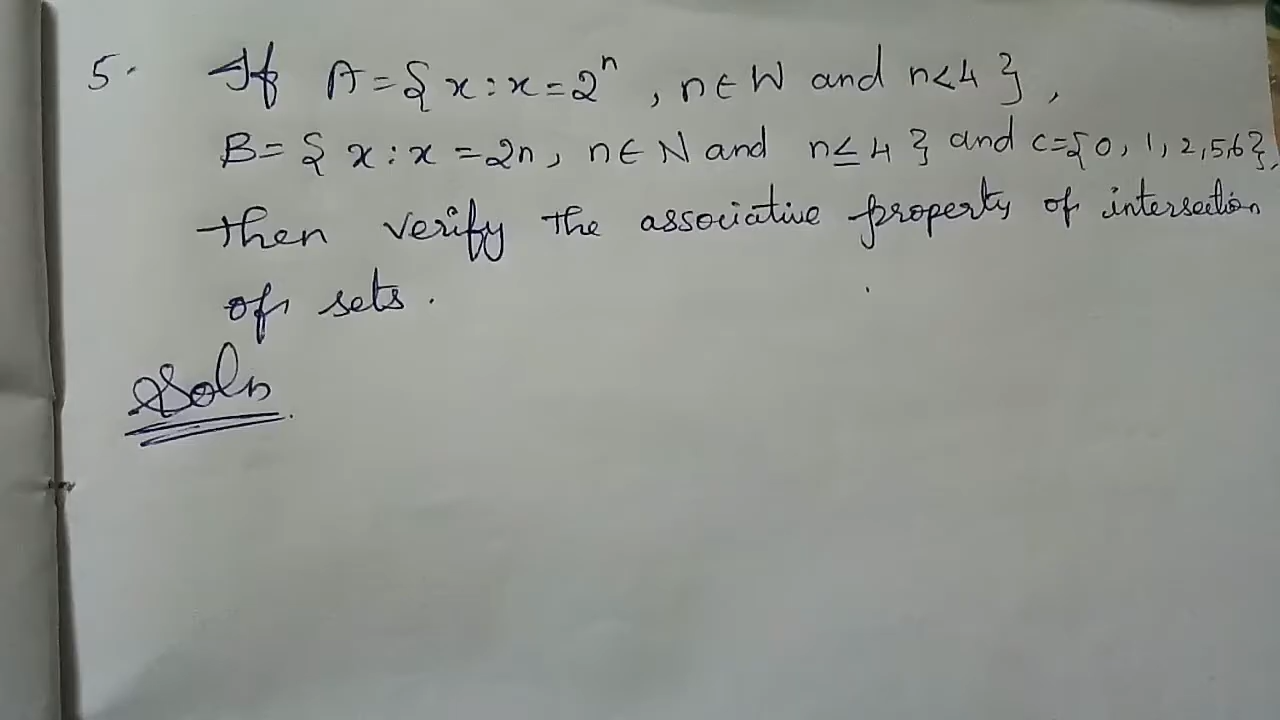 5. If A = { x : x = 2ⁿ , n ∈ W and n < 4 } ,
B = { x : x = 2n , n ∈ N and n ≤ 4 } and c = {0, 1, 2, 5, 6},
then verify the associative property of intersection
of sets .
Soln